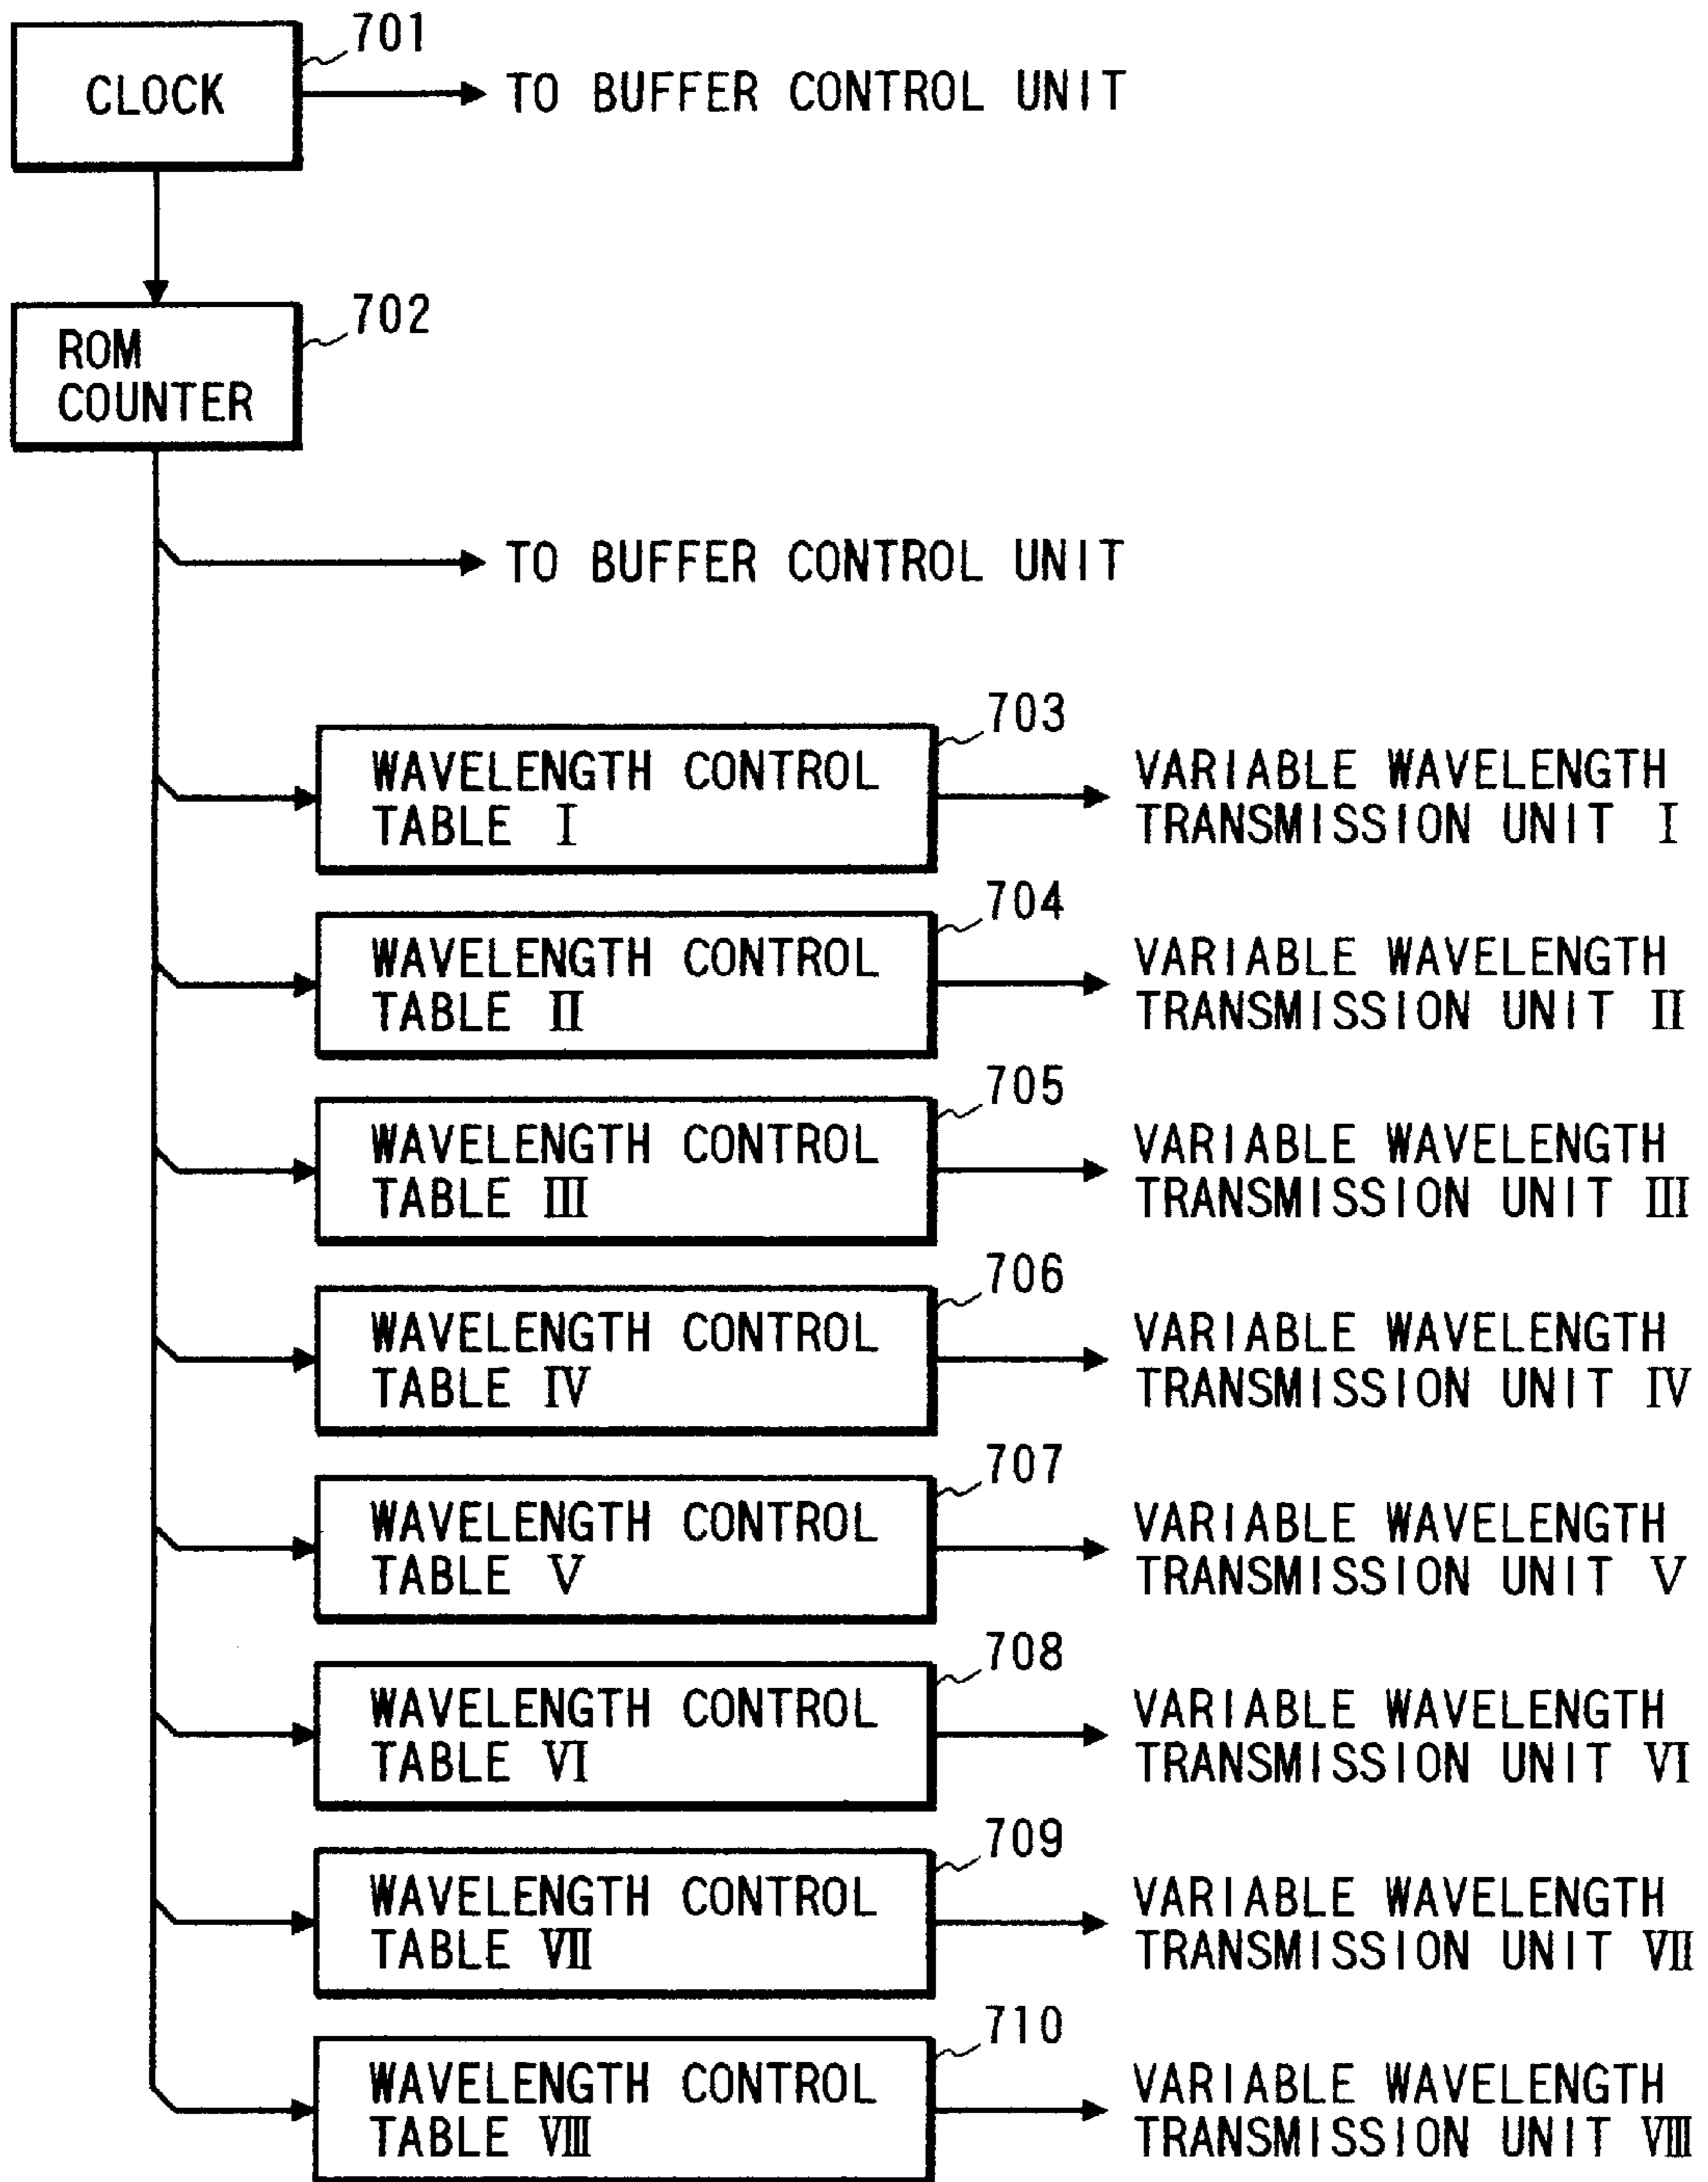 701
CLOCK
TO BUFFER CONTROL UNIT
702
ROM
COUNTER
TO BUFFER CONTROL UNIT
703
WAVELENGTH CONTROL
TABLE I
VARIABLE WAVELENGTH
TRANSMISSION UNIT I
704
WAVELENGTH CONTROL
TABLE II
VARIABLE WAVELENGTH
TRANSMISSION UNIT II
705
WAVELENGTH CONTROL
TABLE III
VARIABLE WAVELENGTH
TRANSMISSION UNIT III
706
WAVELENGTH CONTROL
TABLE IV
VARIABLE WAVELENGTH
TRANSMISSION UNIT IV
707
WAVELENGTH CONTROL
TABLE V
VARIABLE WAVELENGTH
TRANSMISSION UNIT V
708
WAVELENGTH CONTROL
TABLE VI
VARIABLE WAVELENGTH
TRANSMISSION UNIT VI
709
WAVELENGTH CONTROL
TABLE VII
VARIABLE WAVELENGTH
TRANSMISSION UNIT VII
710
WAVELENGTH CONTROL
TABLE VIII
VARIABLE WAVELENGTH
TRANSMISSION UNIT VIII